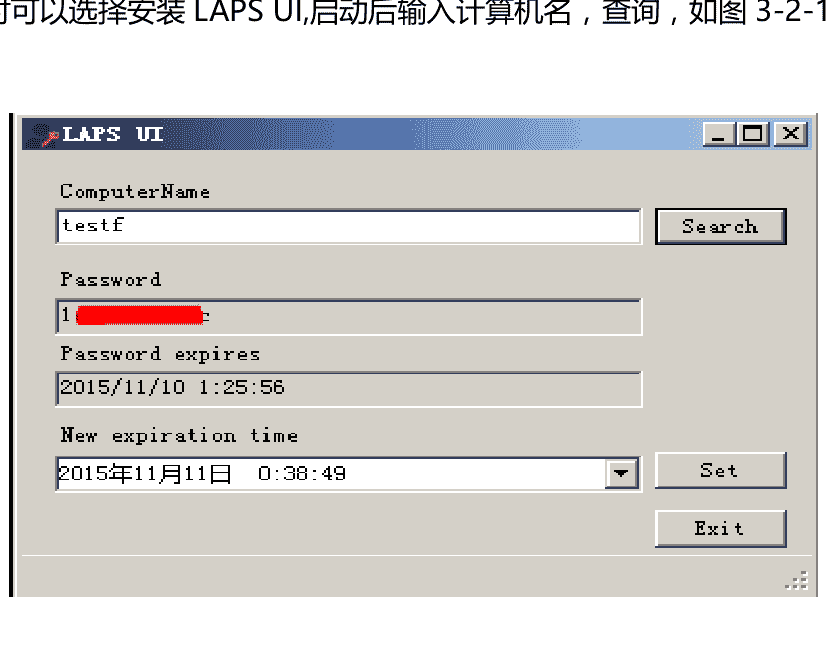 可以选择安装 LAPS UI,启动后输入计算机名，查询，如图 3-2-1
LAPS UI
ComputerName
testf
Search
Password
1
Password expires
2015/11/10 1:25:56
New expiration time
2015年11月11日 0:38:49
Set
Exit